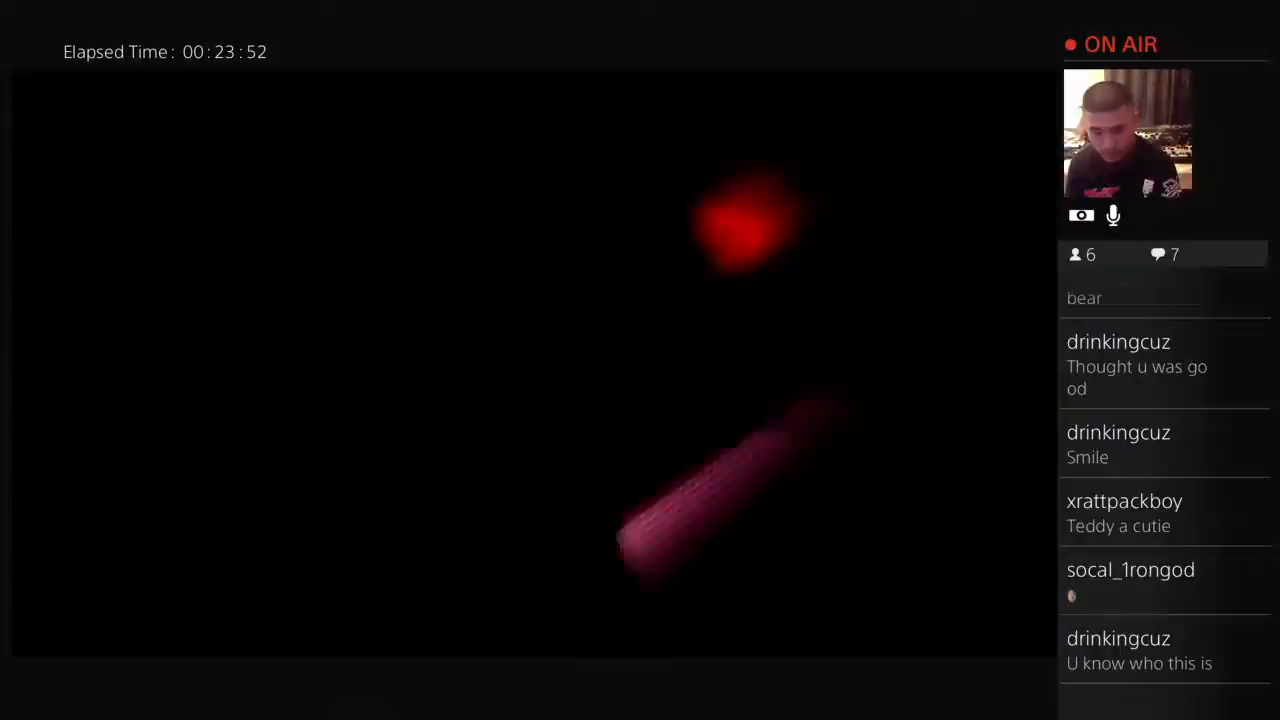 Elapsed Time: 00:23:52
ON AIR
6
7
bear
drinkingcuz
Thought u was go
od
drinkingcuz
Smile
xrattpackboy
Teddy a cutie
socal_1rongod
drinkingcuz
U know who this is